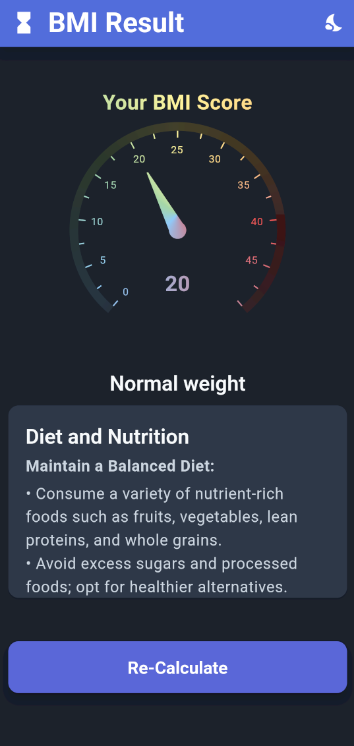 BMI Result
Your BMI Score
25
20
30
15
35
10
40
5
45
0
20
Normal weight
Diet and Nutrition
Maintain a Balanced Diet:
• Consume a variety of nutrient-rich
foods such as fruits, vegetables, lean
proteins, and whole grains.
• Avoid excess sugars and processed
foods; opt for healthier alternatives.
Re-Calculate